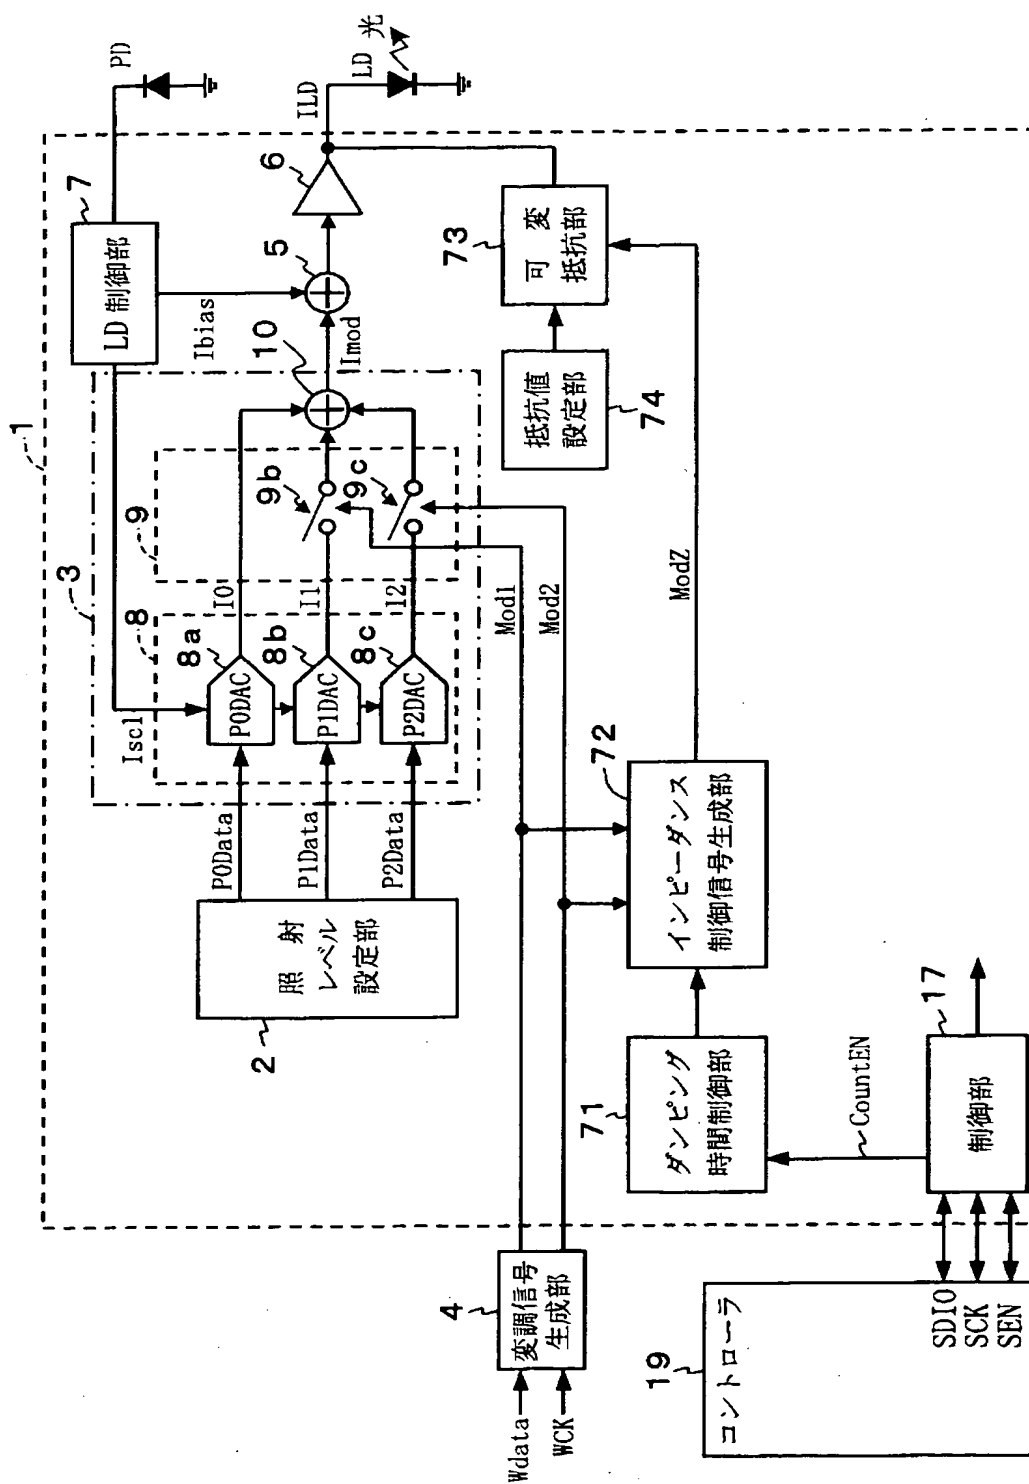 1
3
7
LD 制御部
PD
Iscl
Ibias
8
9
8a
P0DAC
I0
10
5
6
ILD
LD
光
2
照 射
レベル
設定部
P0Data
P1Data
P2Data
8b
P1DAC
I1
9b
Imod
8c
P2DAC
I2
9c
Mod1
Mod2
4
変調信号
生成部
Wdata
WCK
71
ダンピング
時間制御部
72
インピーダンス
制御信号生成部
ModZ
73
可 変
抵抗部
74
抵抗値
設定部
CountEN
17
制御部
19
コントローラ
SDIO
SCK
SEN